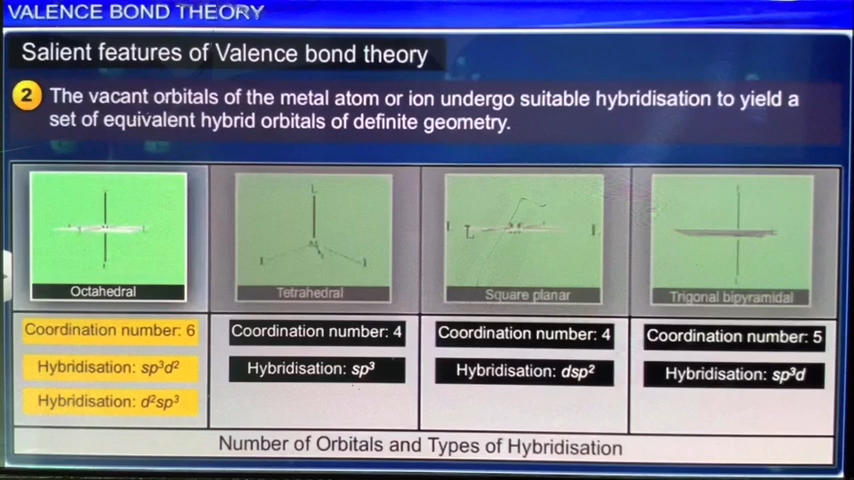 VALENCE BOND THEORY
Salient features of Valence bond theory
2 The vacant orbitals of the metal atom or ion undergo suitable hybridisation to yield a
set of equivalent hybrid orbitals of definite geometry.
L
Octahedral
Tetrahedral
Square planar
Trigonal bipyramidal
Coordination number: 6
Coordination number: 4
Coordination number: 4
Coordination number: 5
Hybridisation: sp³d²
Hybridisation: sp³
Hybridisation: dsp²
Hybridisation: sp³d
Hybridisation: d²sp³
Number of Orbitals and Types of Hybridisation